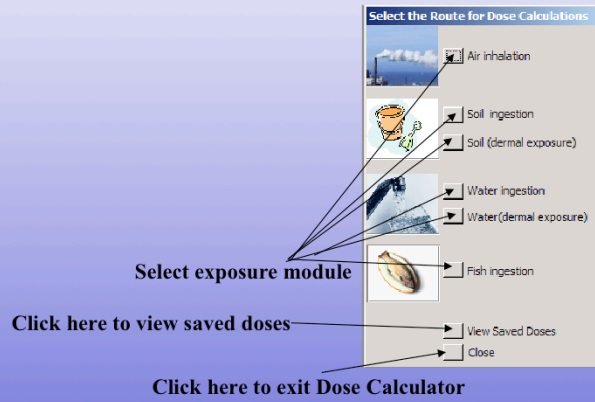 Select the Route for Dose Calculations
Air inhalation
Soil ingestion
Soil (dermal exposure)
Water ingestion
Water(dermal exposure)
Select exposure module
Fish ingestion
Click here to view saved doses
View Saved Doses
Close
Click here to exit Dose Calculator